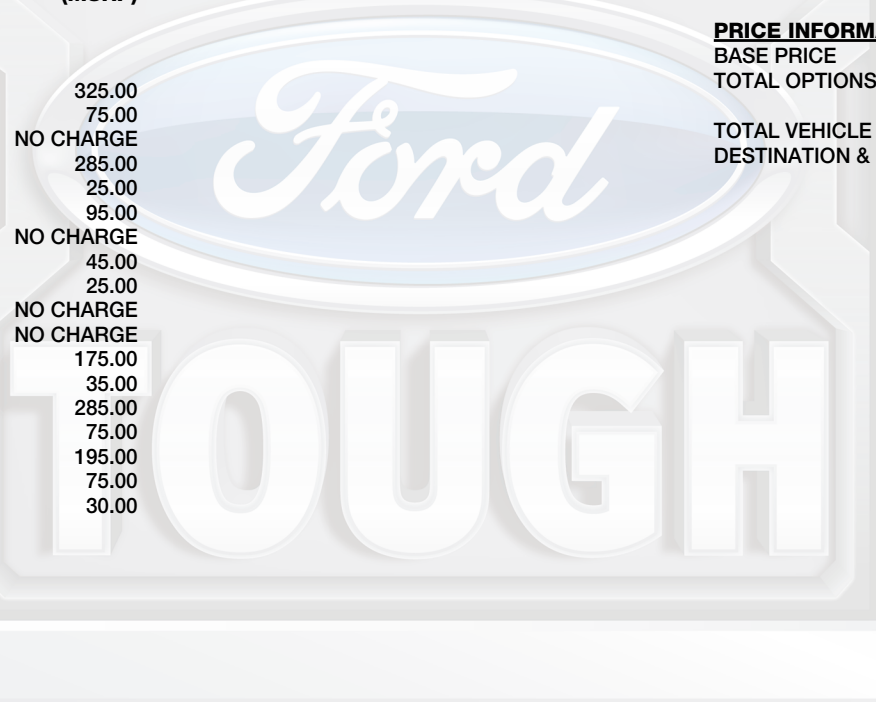 325.00
75.00
NO CHARGE
285.00
25.00
95.00
NO CHARGE
45.00
25.00
NO CHARGE
NO CHARGE
175.00
35.00
285.00
75.00
195.00
75.00
30.00
PRICE INFORM
BASE PRICE
TOTAL OPTIONS
TOTAL VEHICLE
DESTINATION &
Ford
TOUGH